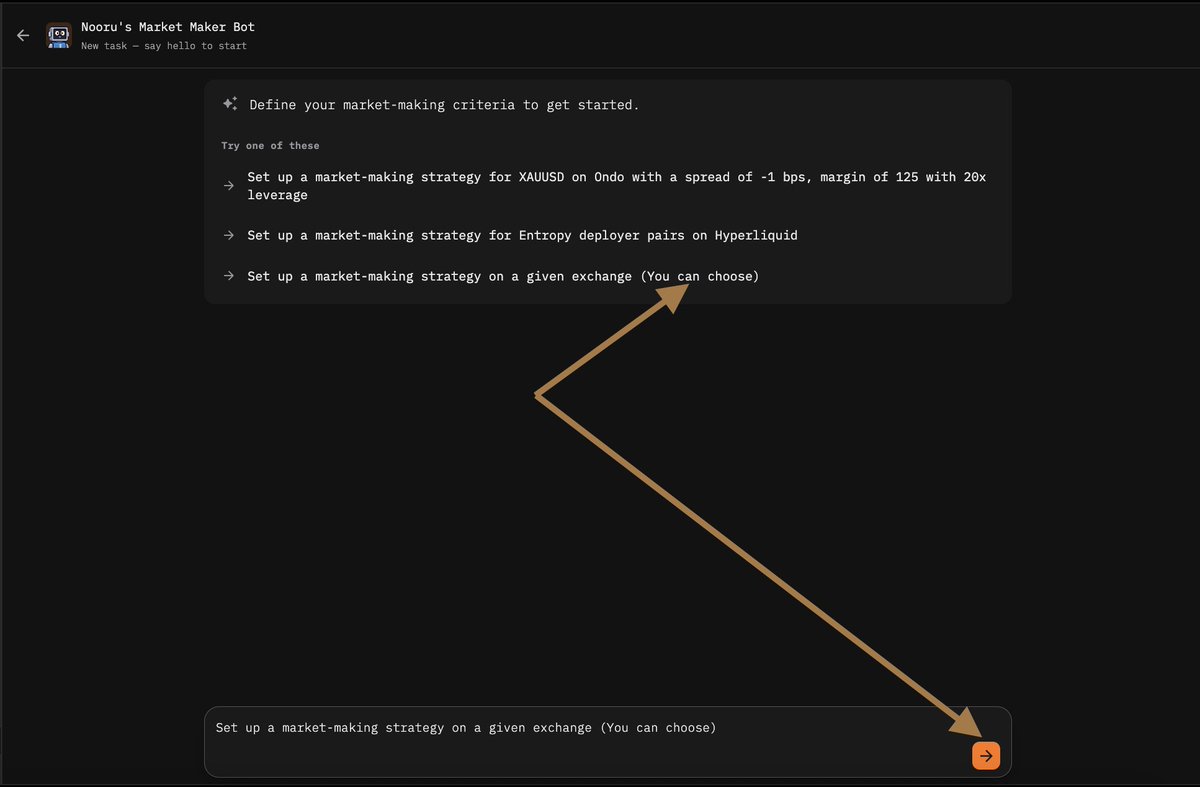 Nooru's Market Maker Bot
New task — say hello to start
Define your market-making criteria to get started.
Try one of these
Set up a market-making strategy for XAUUSD on Ondo with a spread of -1 bps, margin of 125 with 20x
leverage
Set up a market-making strategy for Entropy deployer pairs on Hyperliquid
Set up a market-making strategy on a given exchange (You can choose)
Set up a market-making strategy on a given exchange (You can choose)